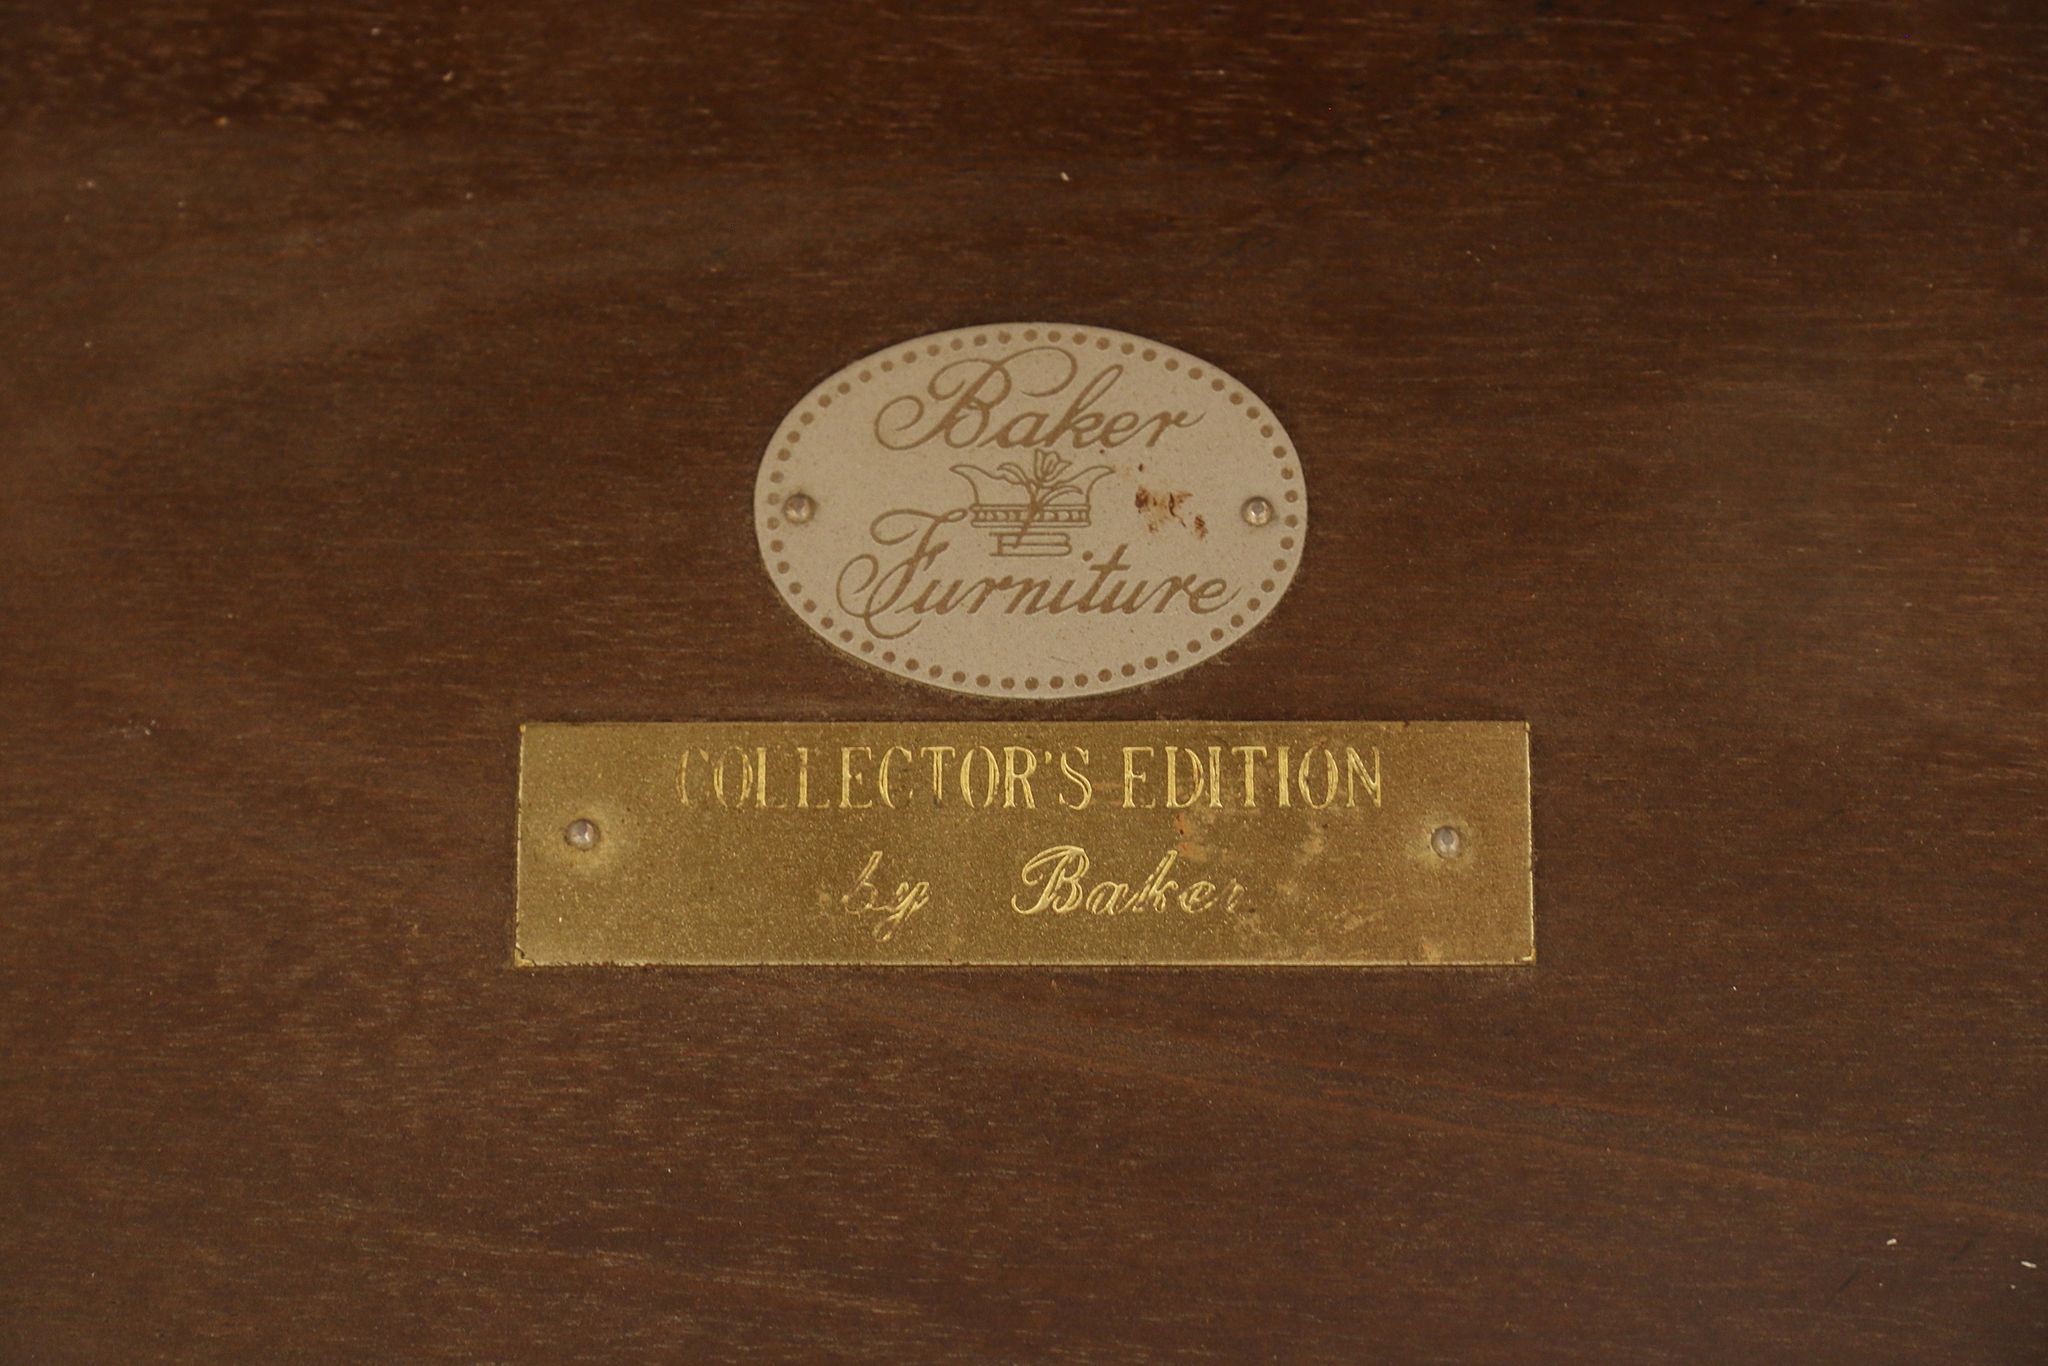 Baker
Furniture
COLLECTOR'S EDITION
by Baker